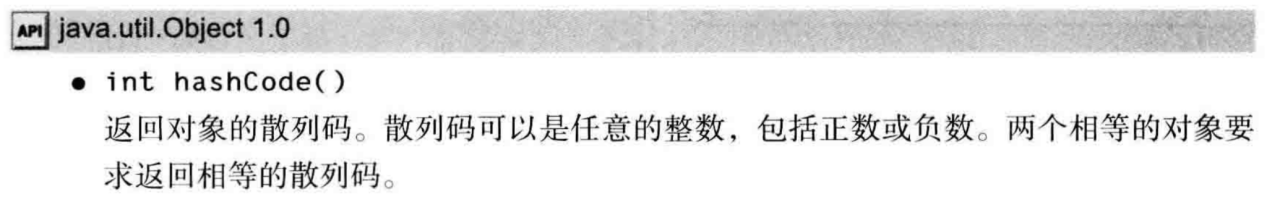 API java.util.Object 1.0
● int hashCode()
返回对象的散列码。散列码可以是任意的整数，包括正数或负数。两个相等的对象要
求返回相等的散列码。